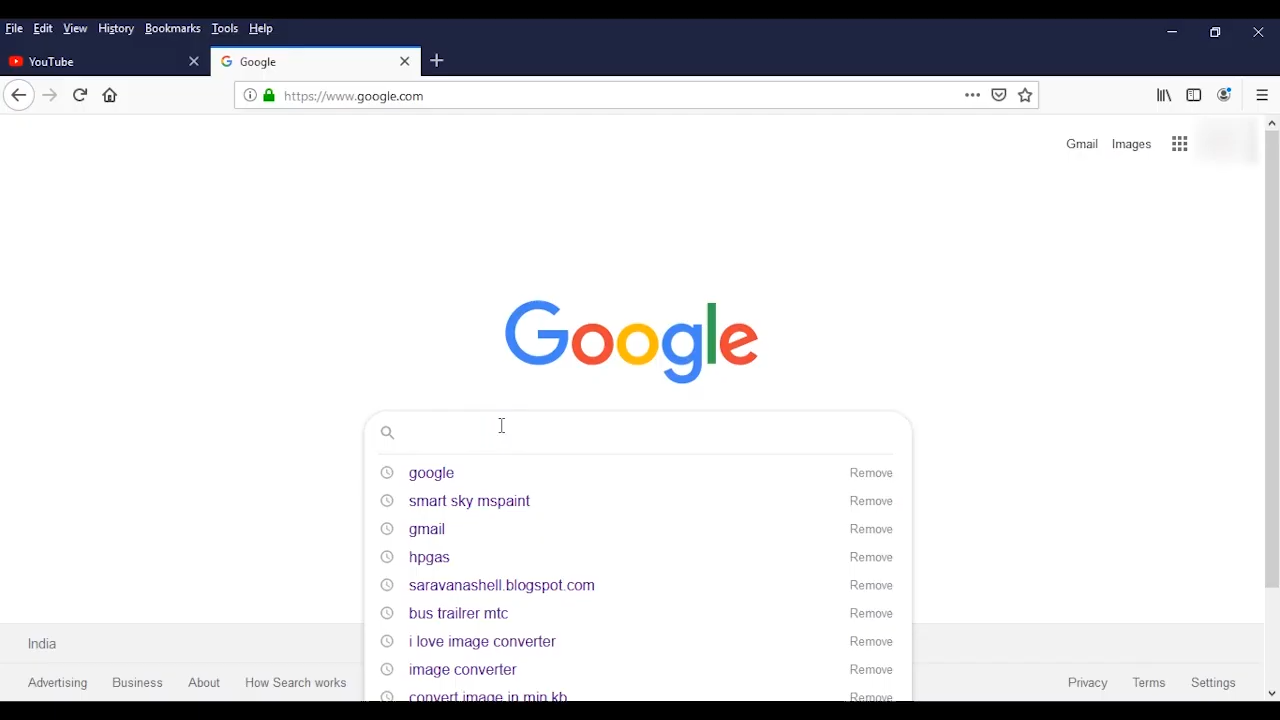 File Edit View History Bookmarks Tools Help
YouTube Google
https://www.google.com
Gmail Images
Google
google Remove
smart sky mspaint Remove
gmail Remove
hpgas Remove
saravanashell.blogspot.com Remove
bus trailrer mtc Remove
i love image converter Remove
image converter Remove
convert image in min kb Remove
India
Advertising Business About How Search works Privacy Terms Settings